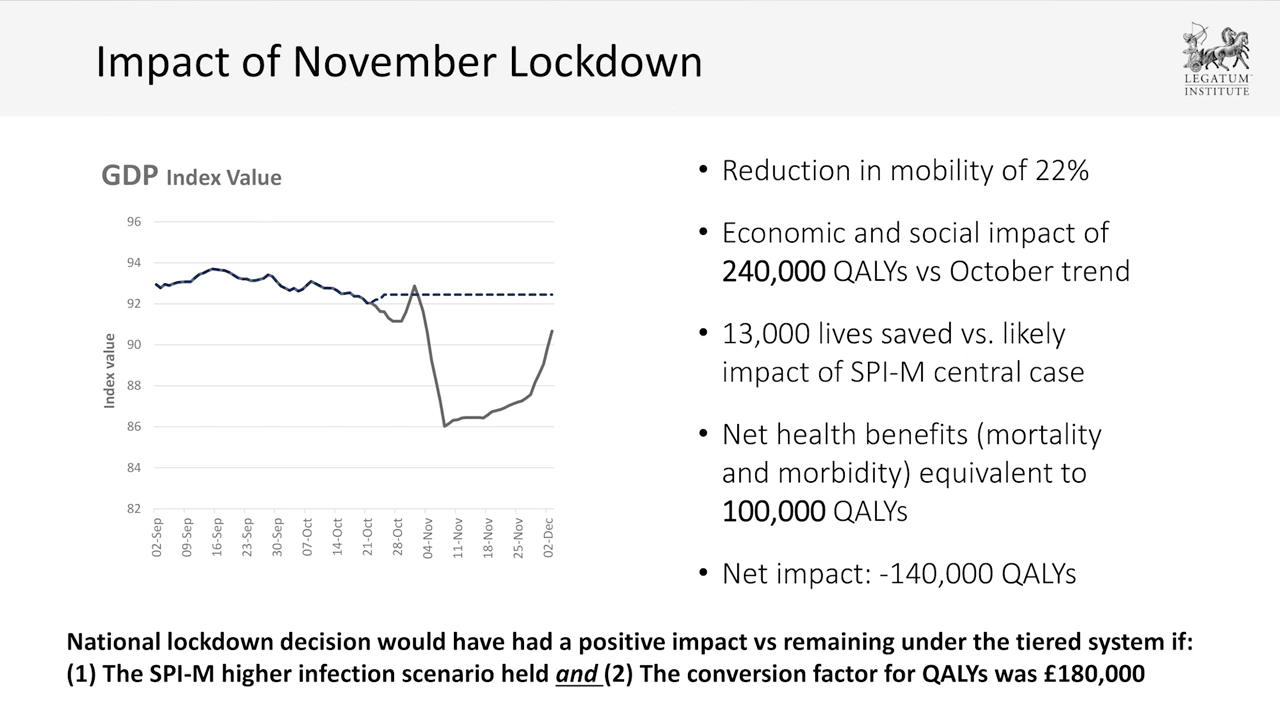 Impact of November Lockdown
LEGATUM
INSTITUTE
GDP Index Value
96
94
92
90
88
86
84
82
Index value
02-Sep
09-Sep
16-Sep
23-Sep
30-Sep
07-Oct
14-Oct
21-Oct
28-Oct
04-Nov
11-Nov
18-Nov
25-Nov
02-Dec
• Reduction in mobility of 22%
• Economic and social impact of
240,000 QALYs vs October trend
• 13,000 lives saved vs. likely
impact of SPI-M central case
• Net health benefits (mortality
and morbidity) equivalent to
100,000 QALYs
• Net impact: -140,000 QALYs
National lockdown decision would have had a positive impact vs remaining under the tiered system if:
(1) The SPI-M higher infection scenario held and (2) The conversion factor for QALYs was £180,000